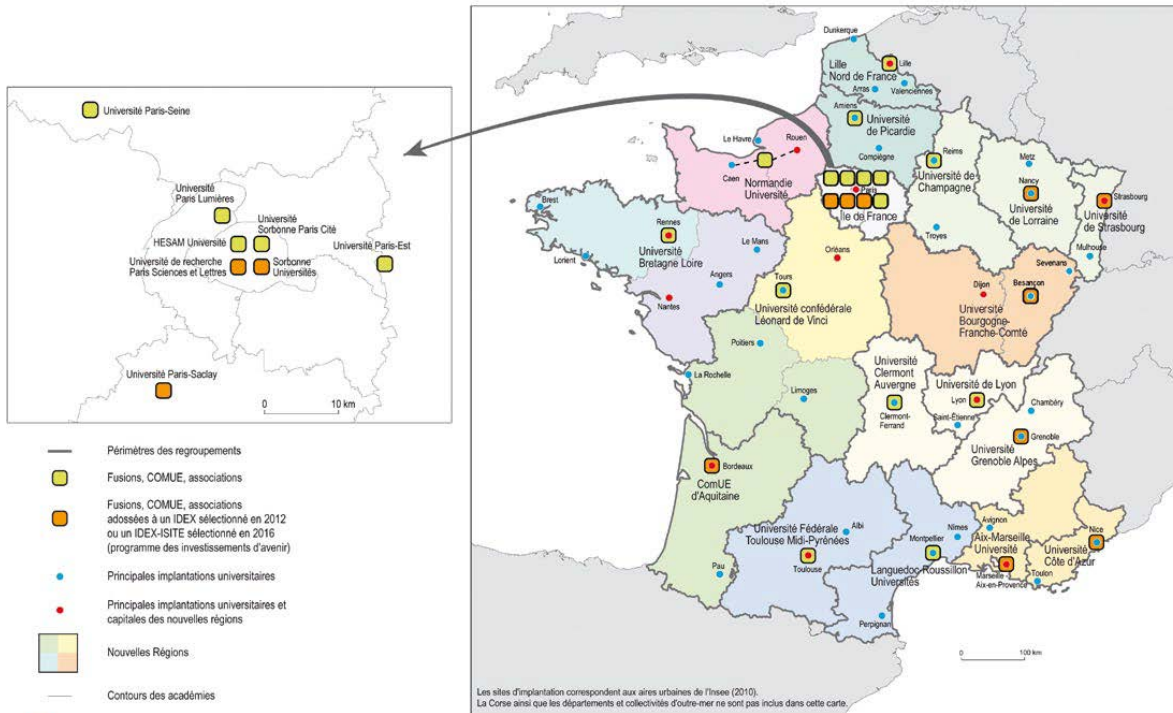 Université Paris-Seine
Université
Paris Lumières
Université
Sorbonne Paris Cité
HESAM Université
Université Paris-Est
Université de recherche
Paris Sciences et Lettres
Sorbonne
Universités
Université Paris-Saclay
0 10 km
Périmètres des regroupements
Fusions, COMUE, associations
Fusions, COMUE, associations
adossées à un IDEX sélectionné en 2012
ou un IDEX-ISITE sélectionné en 2016
(programme des investissements d'avenir)
Principales implantations universitaires
Principales implantations universitaires et
capitales des nouvelles régions
Nouvelles Régions
Contours des académies
Dunkerque
Lille
Nord de France
Lille
Arras
Valenciennes
Amiens
Université
de Picardie
Compiègne
Le Havre
Rouen
Caen
Normandie
Université
Paris
Île de France
Reims
Université de
Champagne
Troyes
Metz
Nancy
Université
de Lorraine
Strasbourg
Université
de Strasbourg
Mulhouse
Sevenans
Brest
Rennes
Université
Bretagne Loire
Lorient
Le Mans
Angers
Nantes
Orléans
Tours
Université confédérale
Léonard de Vinci
Dijon
Besançon
Université
Bourgogne-
Franche-Comté
Poitiers
La Rochelle
Limoges
Université
Clermont
Auvergne
Clermont-
Ferrand
Université de Lyon
Lyon
Saint-Étienne
Chambéry
Grenoble
Université
Grenoble Alpes
Bordeaux
ComUE
d'Aquitaine
Pau
Université Fédérale
Toulouse Midi-Pyrénées
Albi
Toulouse
Montpellier
Nîmes
Languedoc-Roussillon
Universités
Perpignan
Avignon
Aix-Marseille
Université
Marseille -
Aix-en-Provence
Toulon
Nice
Université
Côte d'Azur
0 100 km
Les sites d'implantation correspondent aux aires urbaines de l'Insee (2010).
La Corse ainsi que les départements et collectivités d'outre-mer ne sont pas inclus dans cette carte.